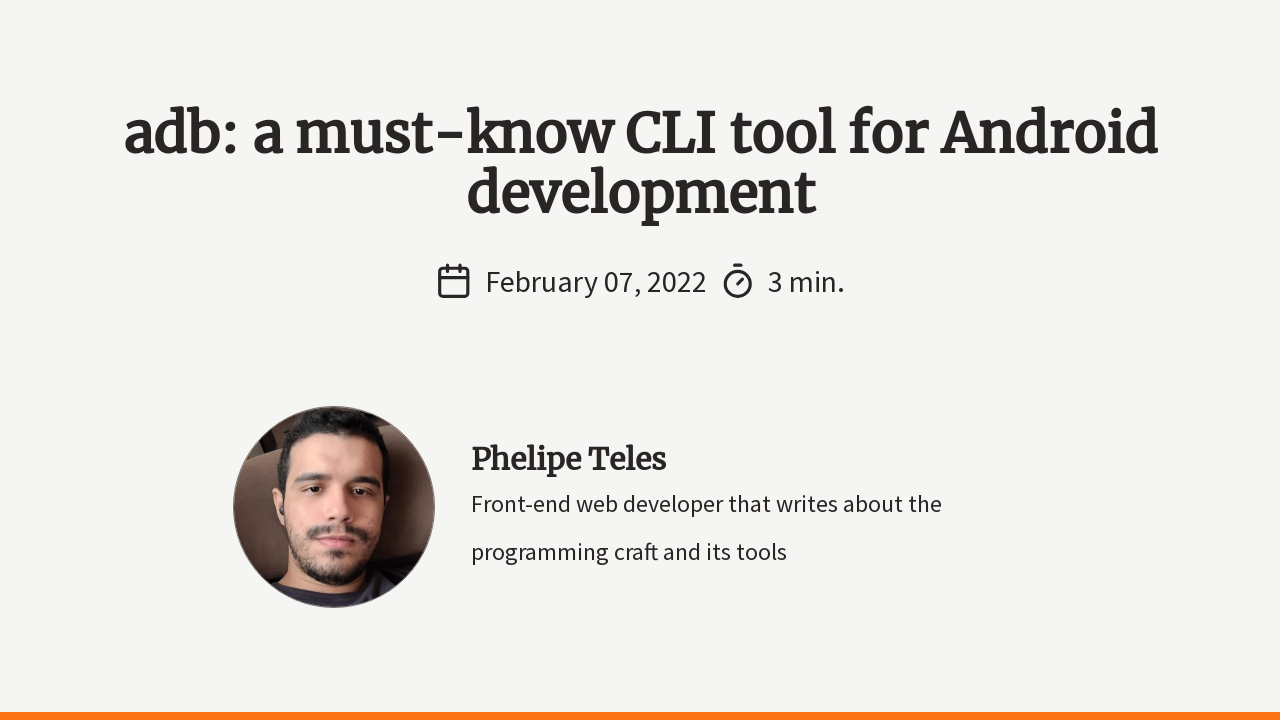 adb: a must-know CLI tool for Android
development
February 07, 2022 3 min.
Phelipe Teles
Front-end web developer that writes about the
programming craft and its tools